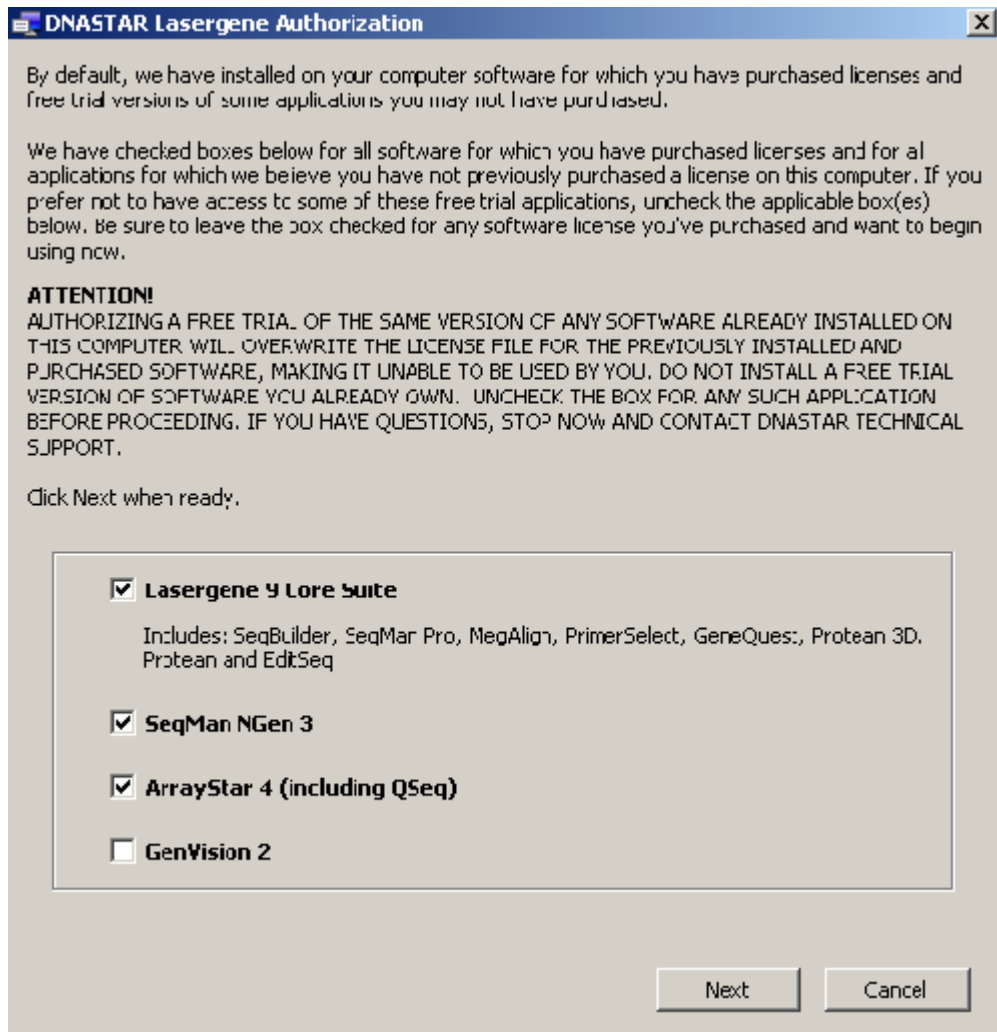 DNASTAR Lasergene Authorization
By default, we have installed on your computer software for which you have purchased licenses and
free trial versions of some applications you may not have purchased.
We have checked boxes below for all software for which you have purchased licenses and for all
applications for which we believe you have not previously purchased a license on this computer. If you
prefer not to have access to some of these free trial applications, uncheck the applicable box(es)
below. Be sure to leave the box checked for any software license you've purchased and want to begin
using now.
ATTENTION!
AUTHORIZING A FREE TRIAL OF THE SAME VERSION OF ANY SOFTWARE ALREADY INSTALLED ON
THIS COMPUTER WILL OVERWRITE THE LICENSE FILE FOR THE PREVIOUSLY INSTALLED AND
PURCHASED SOFTWARE, MAKING IT UNABLE TO BE USED BY YOU. DO NOT INSTALL A FREE TRIAL
VERSION OF SOFTWARE YOU ALREADY OWN. UNCHECK THE BOX FOR ANY SUCH APPLICATION
BEFORE PROCEEDING. IF YOU HAVE QUESTIONS, STOP NOW AND CONTACT DNASTAR TECHNICAL
SUPPORT.
Click Next when ready.
Lasergene 9 Core Suite
Includes: SeqBuilder, SeqMan Pro, MegAlign, PrimerSelect, GeneQuest, Protean 3D,
Protean and EditSeq
SeqMan NGen 3
ArrayStar 4 (including QSeq)
GenVision 2
Next Cancel